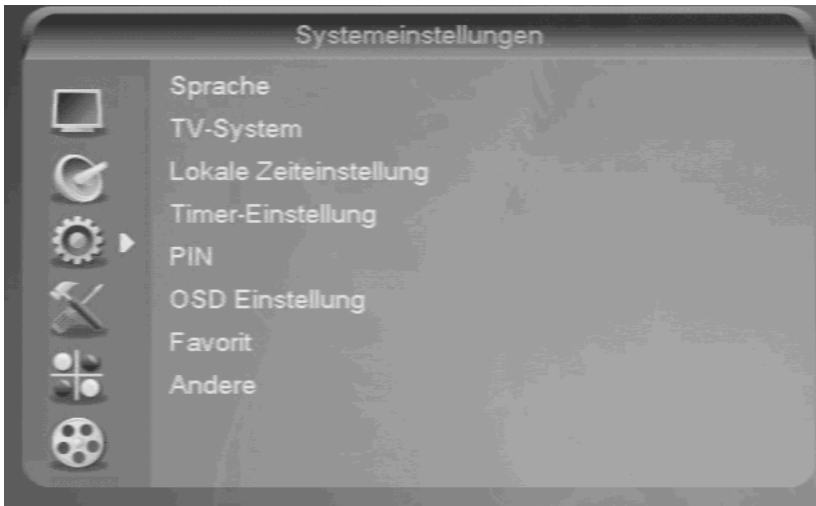 Systemeinstellungen
Sprache
TV-System
Lokale Zeiteinstellung
Timer-Einstellung
PIN
OSD Einstellung
Favorit
Andere